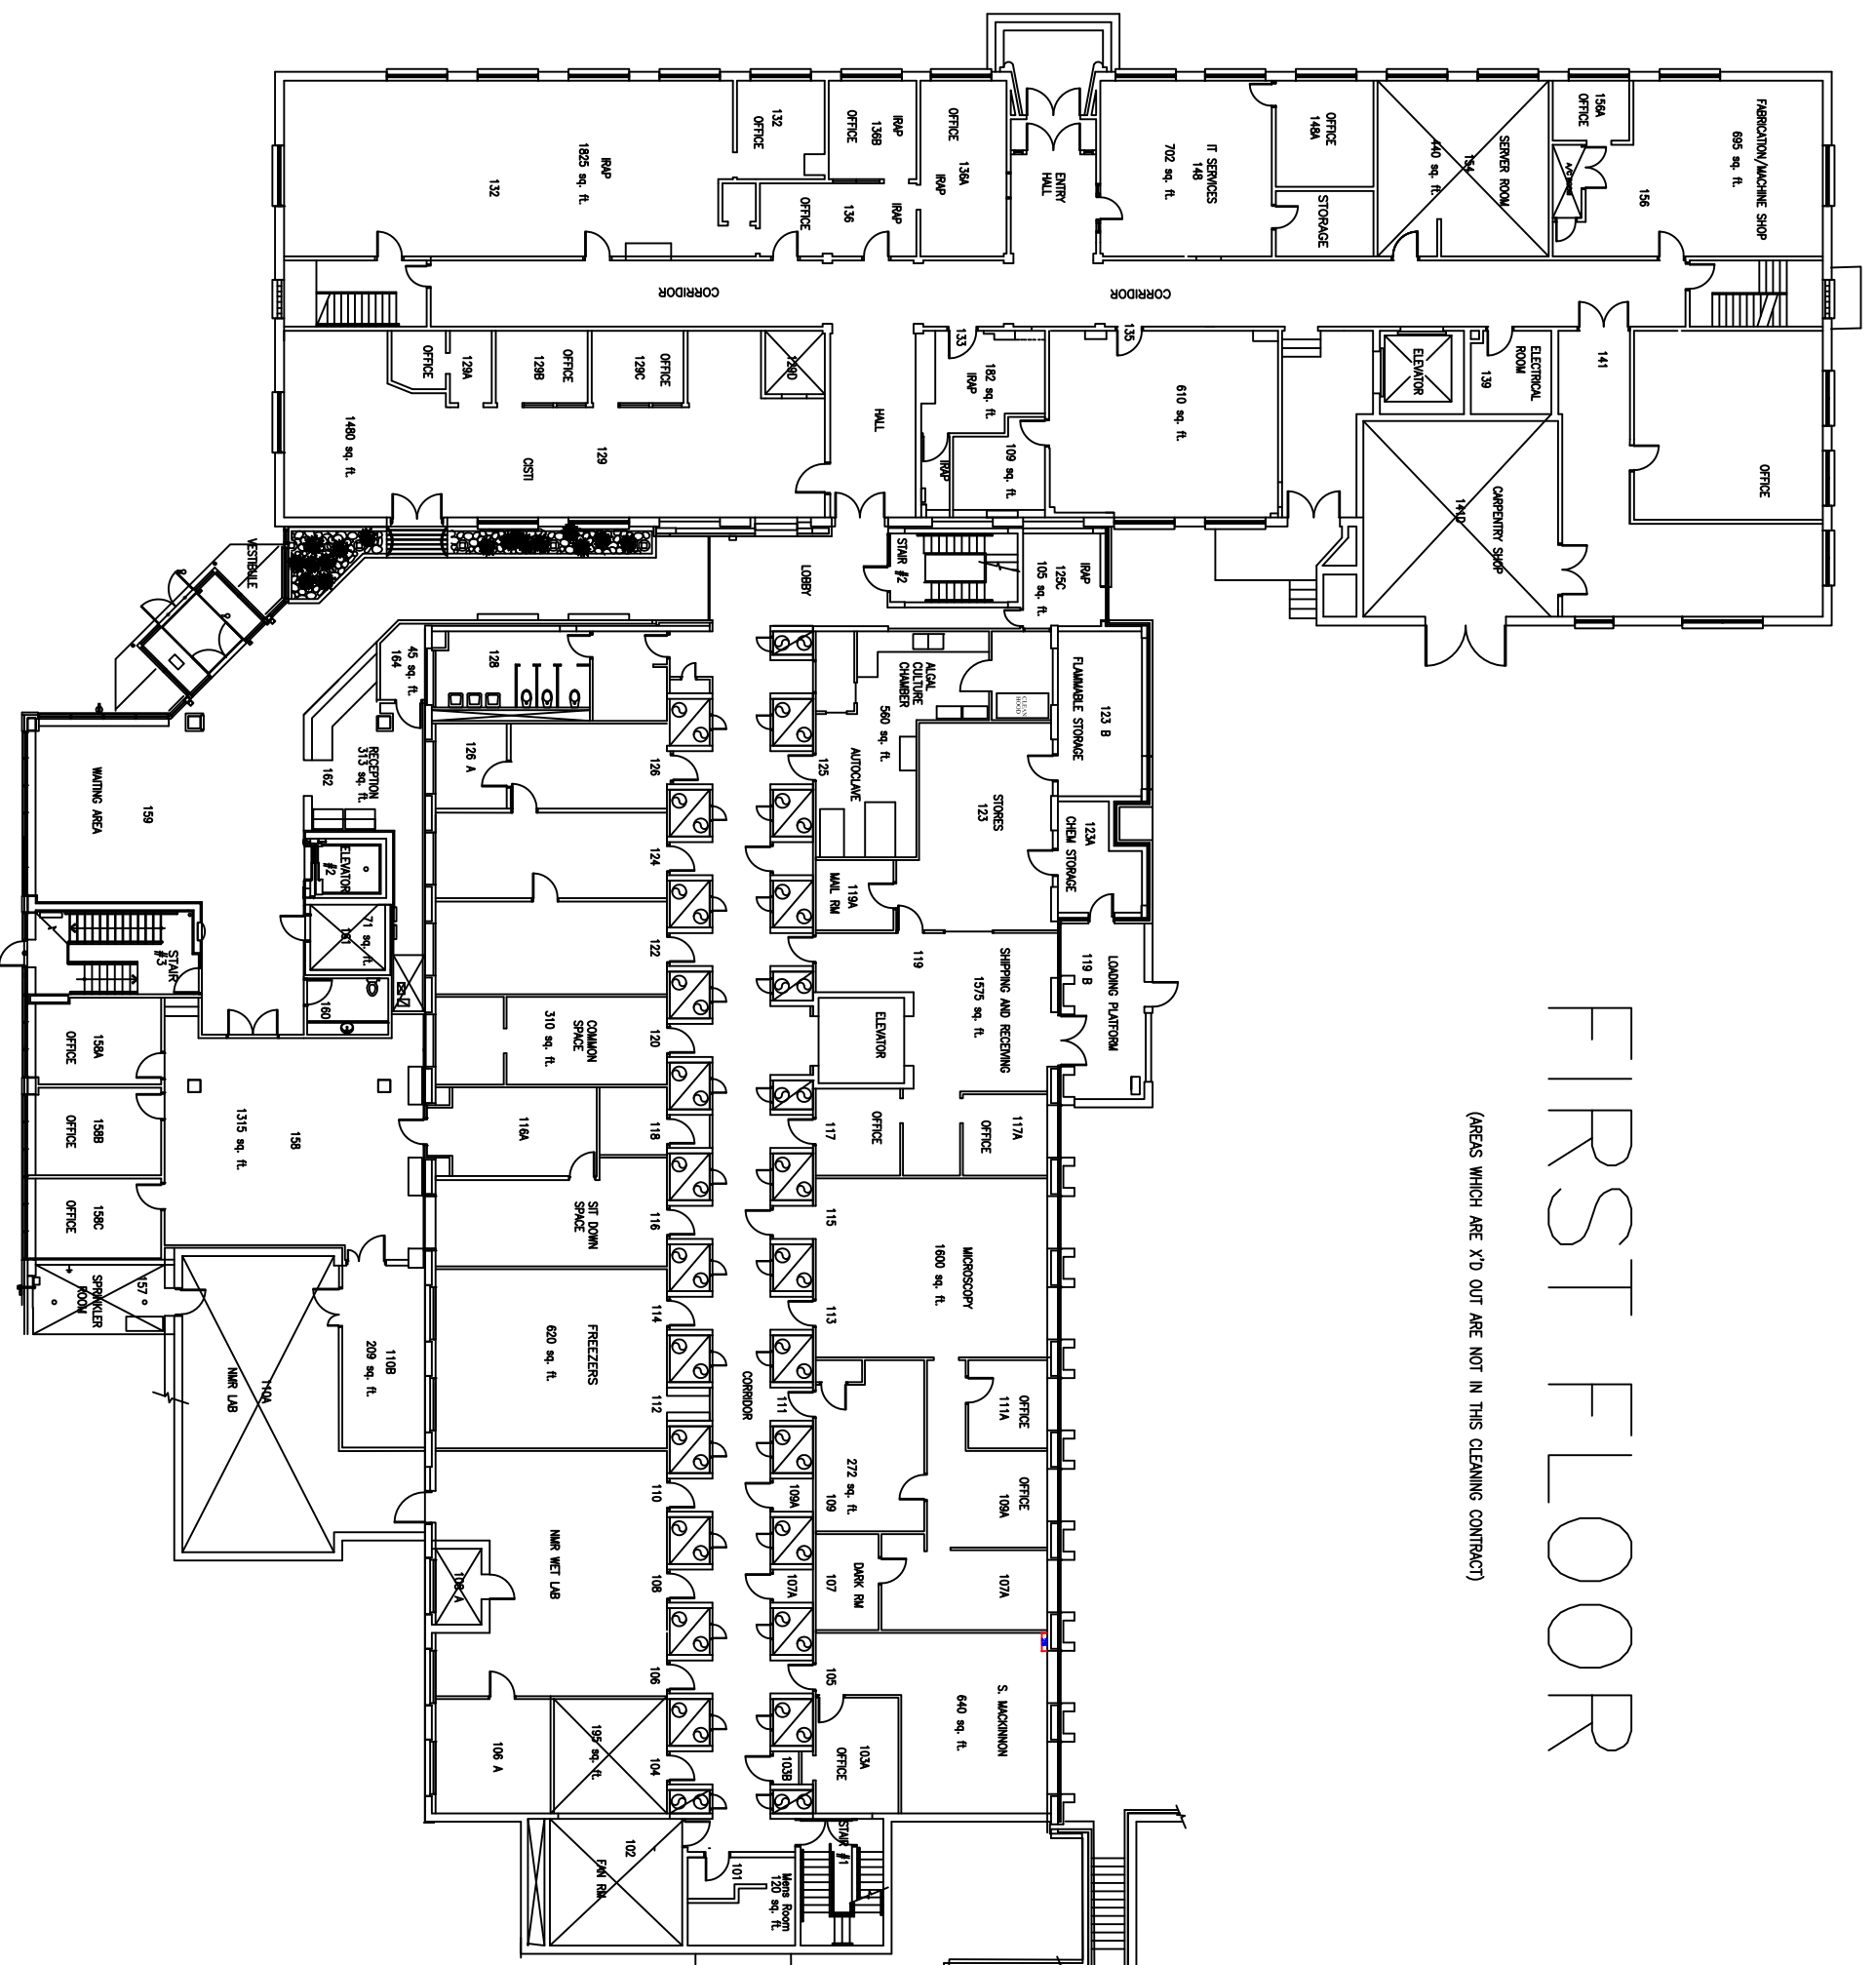 FIRST FLOOR
(AREAS WHICH ARE X'D OUT ARE NOT IN THIS CLEANING CONTRACT)
FABRICATION/MACHINE SHOP
695 sq. ft.
156
156A
OFFICE
SERVER ROOM
154
440 sq. ft.
OFFICE
148A
STORAGE
IT SERVICES
148
702 sq. ft.
ENTRY
HALL
OFFICE
136A
IRAP
IRAP
136B
OFFICE
IRAP
136
OFFICE
132
OFFICE
IRAP
1825 sq. ft.
132
CORRIDOR
CORRIDOR
OFFICE
141
ELECTRICAL
ROOM
139
ELEVATOR
CARPENTRY SHOP
141D
135
610 sq. ft.
133
182 sq. ft.
IRAP
109 sq. ft.
IRAP
HALL
129D
OFFICE
129C
OFFICE
129B
129A
OFFICE
129
CISTI
1480 sq. ft.
VESTIBULE
LOBBY
STAIR
#2
IRAP
125C
105 sq. ft.
123 B
FLAMMABLE STORAGE
123A
CHEM STORAGE
CLEAN
HOOD
ALGAL
CULTURE
CHAMBER
560 sq. ft.
AUTOCLAVE
125
STORES
123
119A
MAIL RM
LOADING PLATFORM
119 B
SHIPPING AND RECEIVING
1575 sq. ft.
119
ELEVATOR
117A
OFFICE
OFFICE
117
115
MICROSCOPY
1600 sq. ft.
113
111
OFFICE
111A
272 sq. ft.
109
109A
OFFICE
109A
DARK RM
107
107A
107A
105
S. MACKINNON
640 sq. ft.
103A
OFFICE
103B
STAIR
#1
Mens Room
120 sq. ft.
101
102
FAN RM
CORRIDOR
128
45 sq. ft.
164
126
126 A
124
122
COMMON
SPACE
310 sq. ft.
120
118
116A
116
SIT DOWN
SPACE
114
FREEZERS
620 sq. ft.
112
110
NMR WET LAB
108
108 A
106
106 A
104
195 sq. ft.
RECEPTION
313 sq. ft.
162
WAITING AREA
159
ELEVATOR
#2
71 sq. ft.
161
160
STAIR
#3
158A
OFFICE
158B
OFFICE
158C
OFFICE
158
1315 sq. ft.
157
SPRINKLER
ROOM
110B
209 sq. ft.
110A
NMR LAB